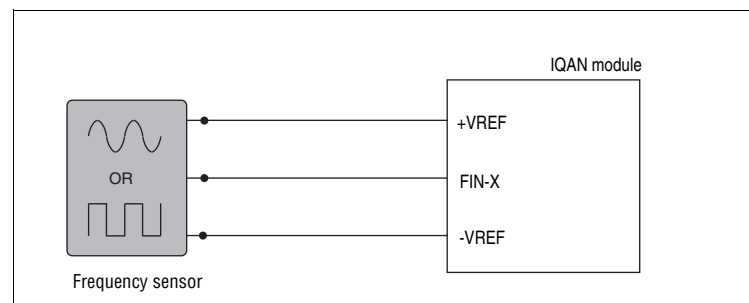 IQAN module
+VREF
OR
FIN-X
-VREF
Frequency sensor